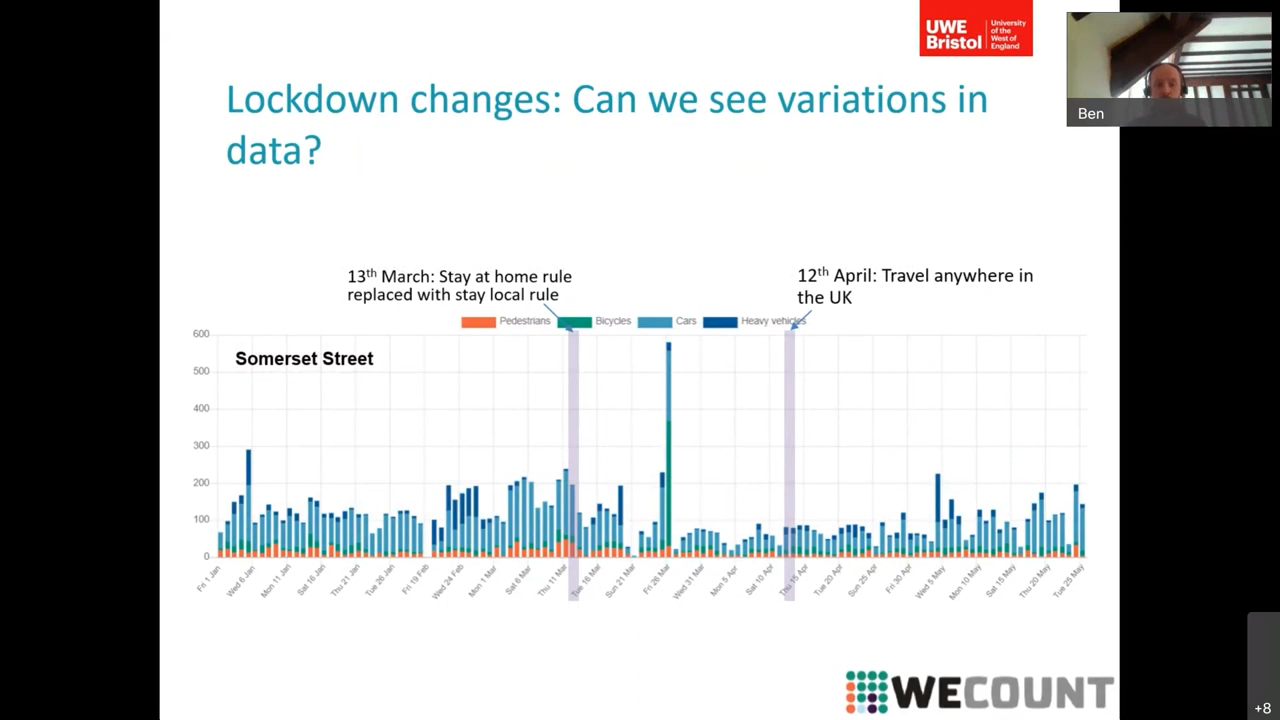 UWE
Bristol
University
of the
West of
England
Ben
Lockdown changes: Can we see variations in
data?
13th March: Stay at home rule
replaced with stay local rule
12th April: Travel anywhere in
the UK
Pedestrians
Bicycles
Cars
Heavy vehicles
Somerset Street
600
500
400
300
200
100
0
Fri 1 Jan
Wed 6 Jan
Mon 11 Jan
Sat 16 Jan
Thu 21 Jan
Tue 26 Jan
Fri 19 Feb
Wed 24 Feb
Mon 1 Mar
Sat 6 Mar
Thu 11 Mar
Tue 16 Mar
Sun 21 Mar
Fri 26 Mar
Wed 31 Mar
Mon 5 Apr
Sat 10 Apr
Thu 15 Apr
Tue 20 Apr
Sun 25 Apr
Fri 30 Apr
Wed 5 May
Mon 10 May
Sat 15 May
Thu 20 May
Tue 25 May
WECOUNT
+8